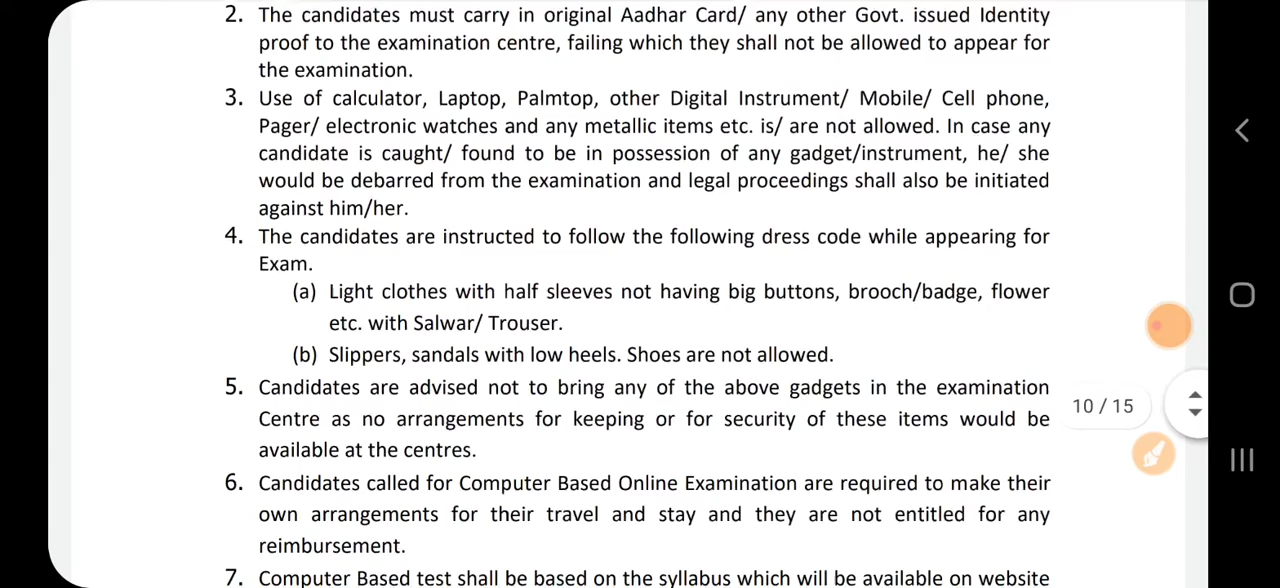 2. The candidates must carry in original Aadhar Card/ any other Govt. issued Identity
proof to the examination centre, failing which they shall not be allowed to appear for
the examination.
3. Use of calculator, Laptop, Palmtop, other Digital Instrument/ Mobile/ Cell phone,
Pager/ electronic watches and any metallic items etc. is/ are not allowed. In case any
candidate is caught/ found to be in possession of any gadget/instrument, he/ she
would be debarred from the examination and legal proceedings shall also be initiated
against him/her.
4. The candidates are instructed to follow the following dress code while appearing for
Exam.
(a) Light clothes with half sleeves not having big buttons, brooch/badge, flower
etc. with Salwar/ Trouser.
(b) Slippers, sandals with low heels. Shoes are not allowed.
5. Candidates are advised not to bring any of the above gadgets in the examination
Centre as no arrangements for keeping or for security of these items would be
available at the centres.
10 / 15
6. Candidates called for Computer Based Online Examination are required to make their
own arrangements for their travel and stay and they are not entitled for any
reimbursement.
7. Computer Based test shall be based on the syllabus which will be available on website